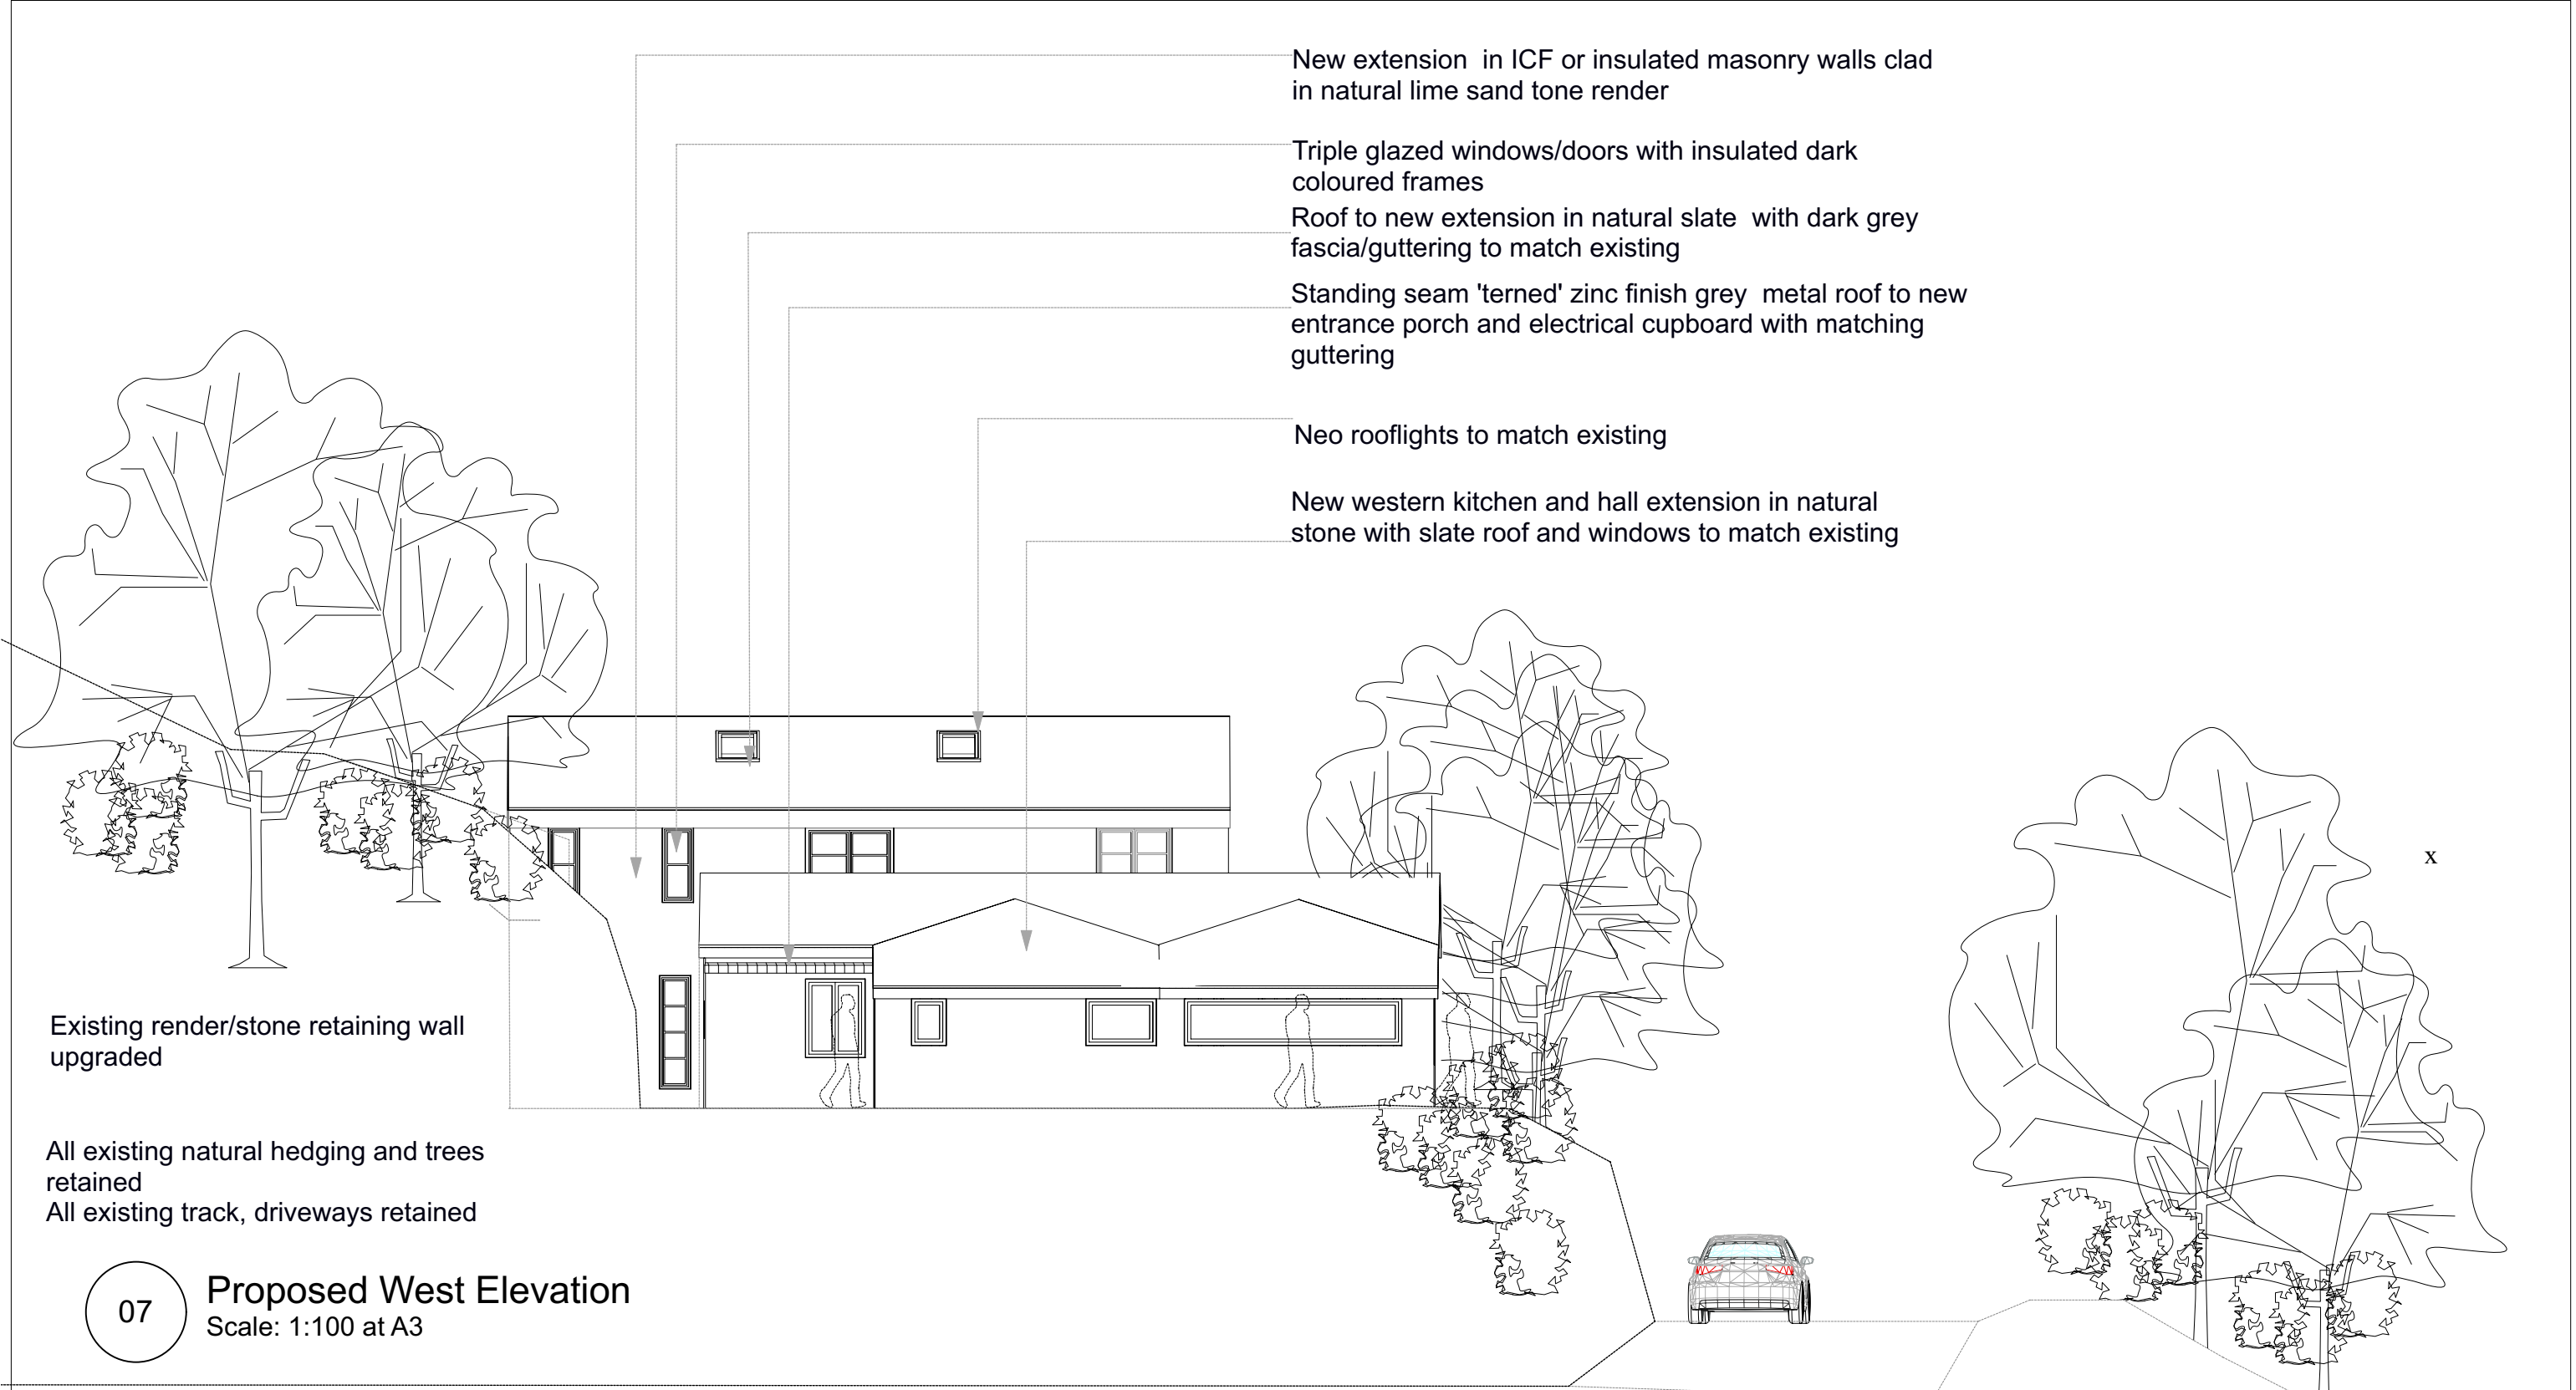 New extension  in ICF or insulated masonry walls clad
in natural lime sand tone render
Triple glazed windows/doors with insulated dark
coloured frames
Roof to new extension in natural slate  with dark grey
fascia/guttering to match existing
Standing seam 'terned' zinc finish grey  metal roof to new
entrance porch and electrical cupboard with matching
guttering
Neo rooflights to match existing
New western kitchen and hall extension in natural
stone with slate roof and windows to match existing
x
Existing render/stone retaining wall
upgraded
All existing natural hedging and trees
retained
All existing track, driveways retained
07
Proposed West Elevation
Scale: 1:100 at A3